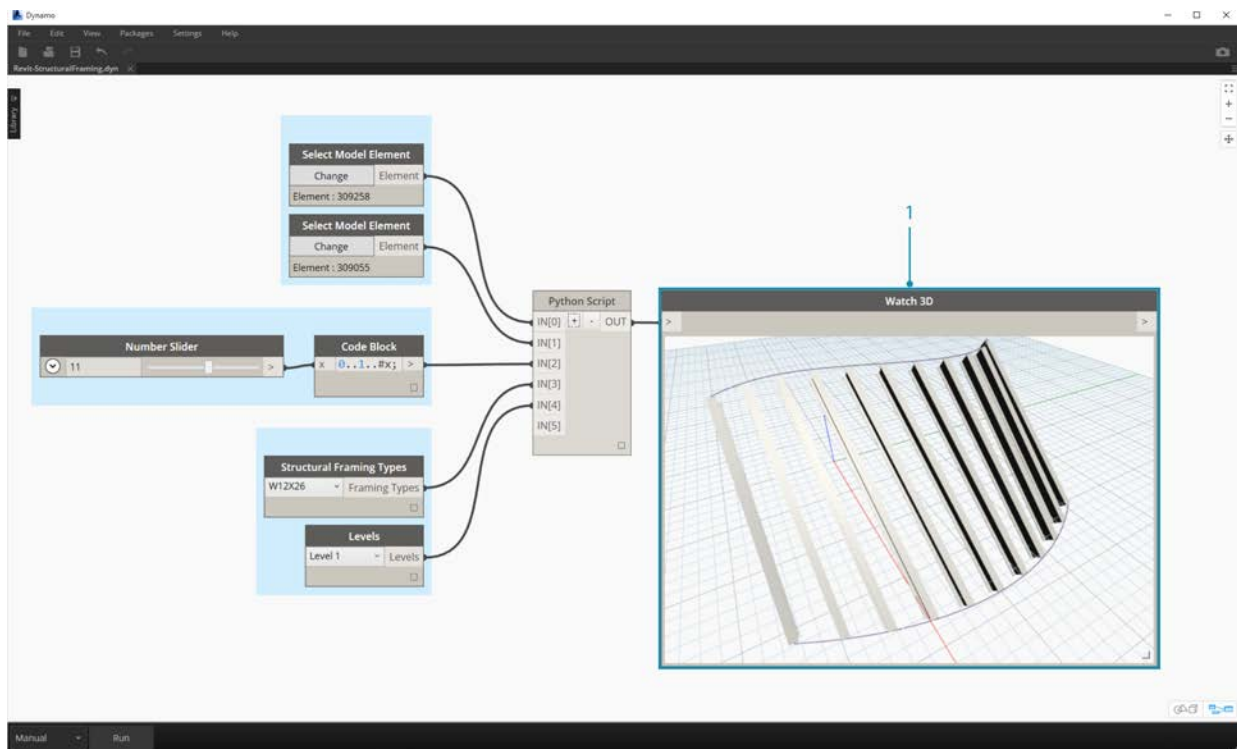 Dynamo
File Edit View Packages Settings Help
Revit-StructuralFraming.dyn
Library
Select Model Element
Change Element
Element : 309258
Select Model Element
Change Element
Element : 309055
1
Python Script
IN[0] + - OUT
IN[1]
IN[2]
IN[3]
IN[4]
IN[5]
Watch 3D
> >
Number Slider
11 >
Code Block
x 0..1..#x; >
Structural Framing Types
W12X26 Framing Types
Levels
Level 1 Levels
Manual Run